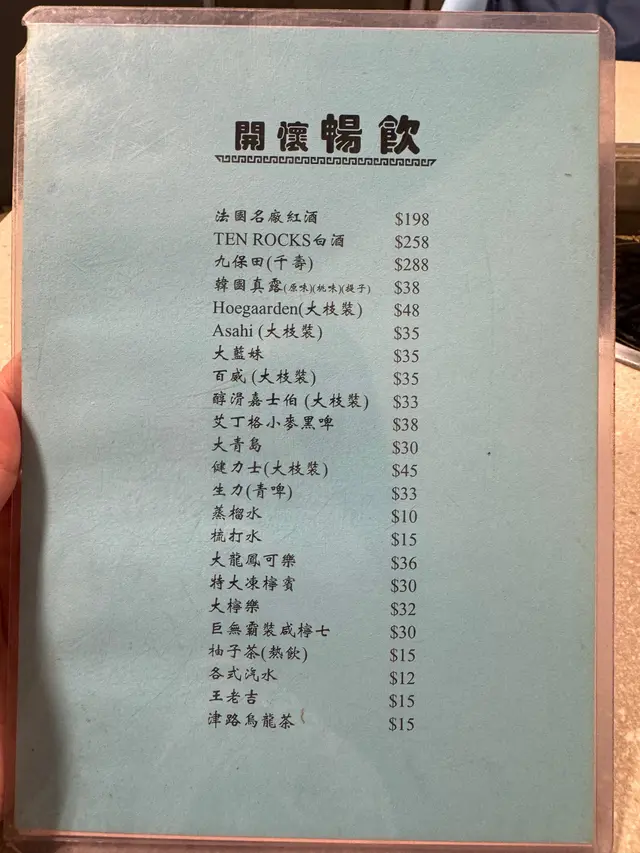 開懷暢飲
法國名廠紅酒 $198
TEN ROCKS白酒 $258
九保田(千壽) $288
韓國真露(原味)(桃味)(提子) $38
Hoegaarden(大枝裝) $48
Asahi (大枝裝) $35
大藍妹 $35
百威 (大枝裝) $35
醇滑嘉士伯 (大枝裝) $33
艾丁格小麥黑啤 $38
大青島 $30
健力士(大枝裝) $45
生力(青啤) $33
蒸榴水 $10
梳打水 $15
大龍鳳可樂 $36
特大凍檸賓 $30
大檸樂 $32
巨無霸裝咸檸士 $30
柚子茶(熱飲) $15
各式汽水 $12
王老吉 $15
津路烏龍茶 $15